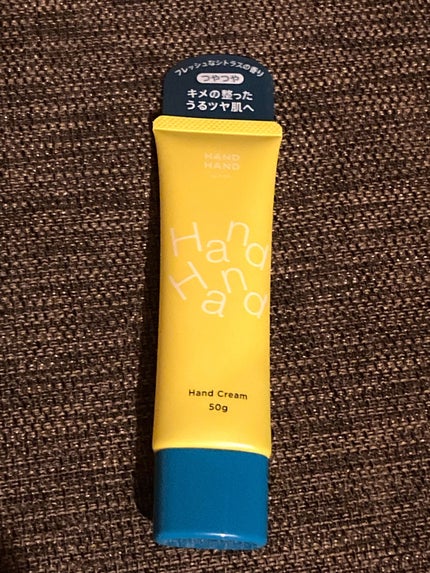 フレッシュなシトラスの香り
つやつや
キメの整った
うるツヤ肌へ
HAND
HAND
Hand
Hand
Hand Cream
50g